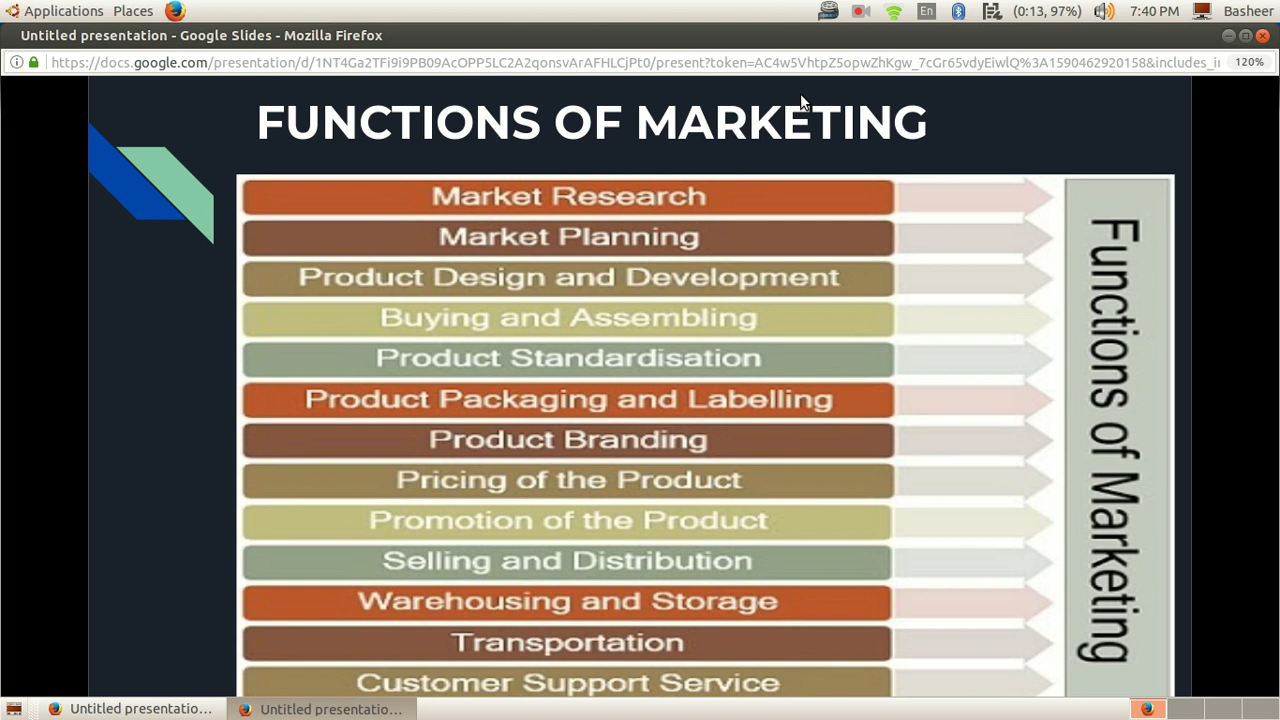 Applications Places En (0:13, 97%) 7:40 PM Basheer
Untitled presentation - Google Slides - Mozilla Firefox
https://docs.google.com/presentation/d/1NT4Ga2TFi9i9PB09AcOPP5LC2A2qonsvArAFHLCjPt0/present?token=AC4w5VhtpZ5opwZhKgw_7cGr65vdyEiwlQ%3A1590462920158&includes_i 120%
FUNCTIONS OF MARKETING
Market Research
Market Planning
Product Design and Development
Buying and Assembling
Product Standardisation
Product Packaging and Labelling
Product Branding
Pricing of the Product
Promotion of the Product
Selling and Distribution
Warehousing and Storage
Transportation
Customer Support Service
Functions of Marketing
Untitled presentatio... Untitled presentatio...